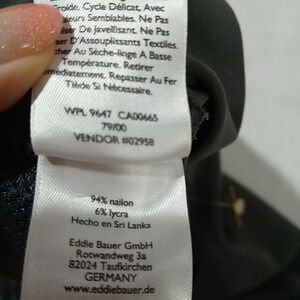 Froide. Cycle Délicat, Avec
Couleurs Semblables. Ne Pas
Utiliser De Javellisant. Ne Pas
Utiliser D'Assouplissants Textiles.
Sécher Au Sèche-linge À Basse
Température. Retirer
Immédiatement. Repasser Au Fer
Tiède Si Nécessaire.
WPL 9647 CA00665
79/00
VENDOR #02958
94% nailon
6% lycra
Hecho en Sri Lanka
Eddie Bauer GmbH
Rotwandweg 3a
82024 Taufkirchen
GERMANY
www.eddiebauer.com